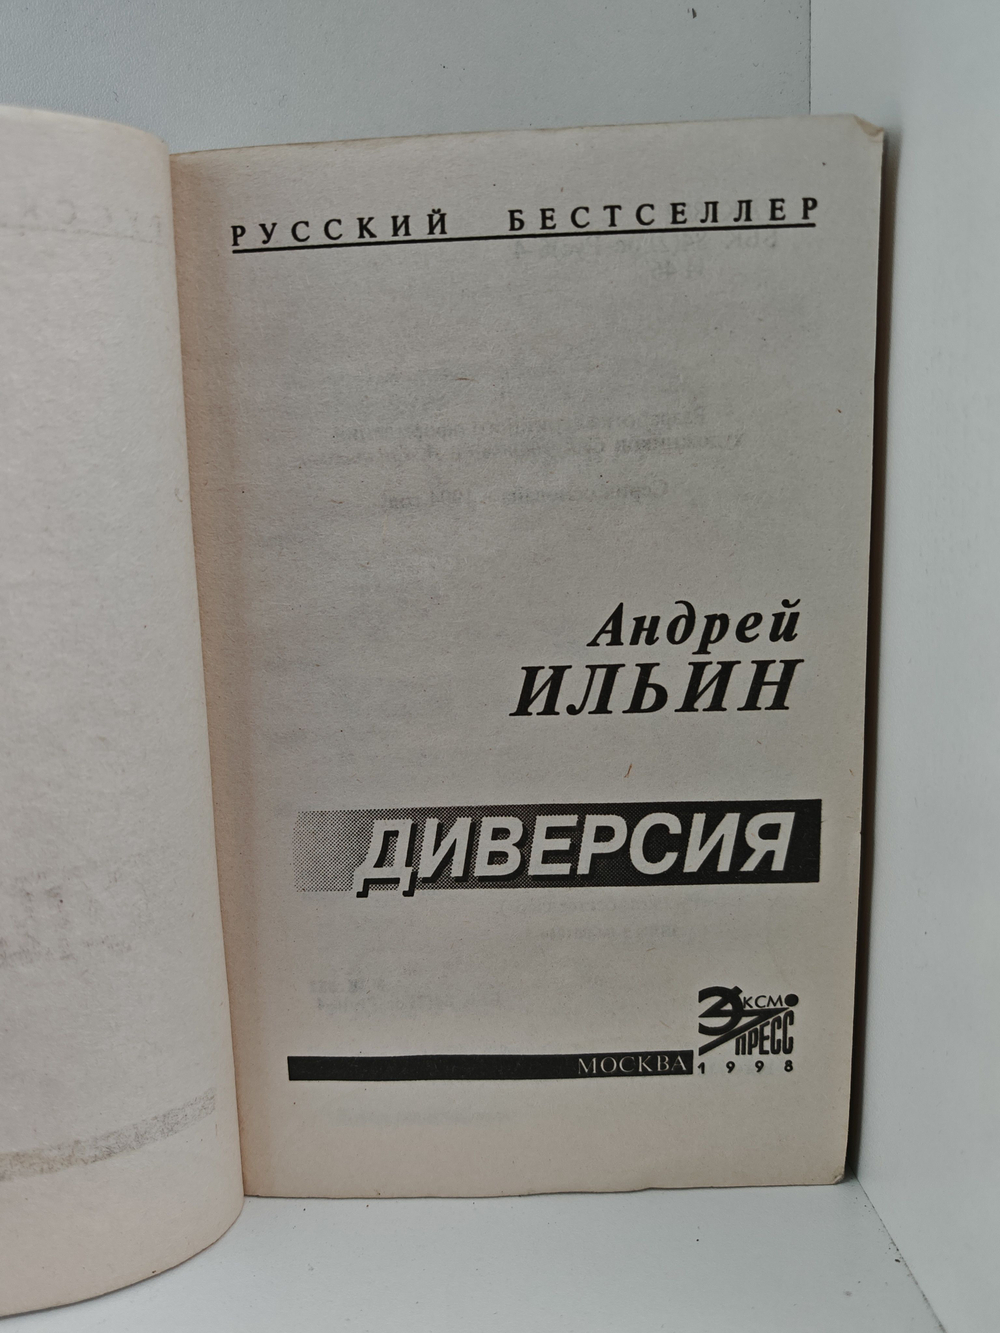 РУССКИЙ БЕСТСЕЛЛЕР
Андрей
ИЛЬИН
ДИВЕРСИЯ
ЭКСМО
ПРЕСС
МОСКВА 1998